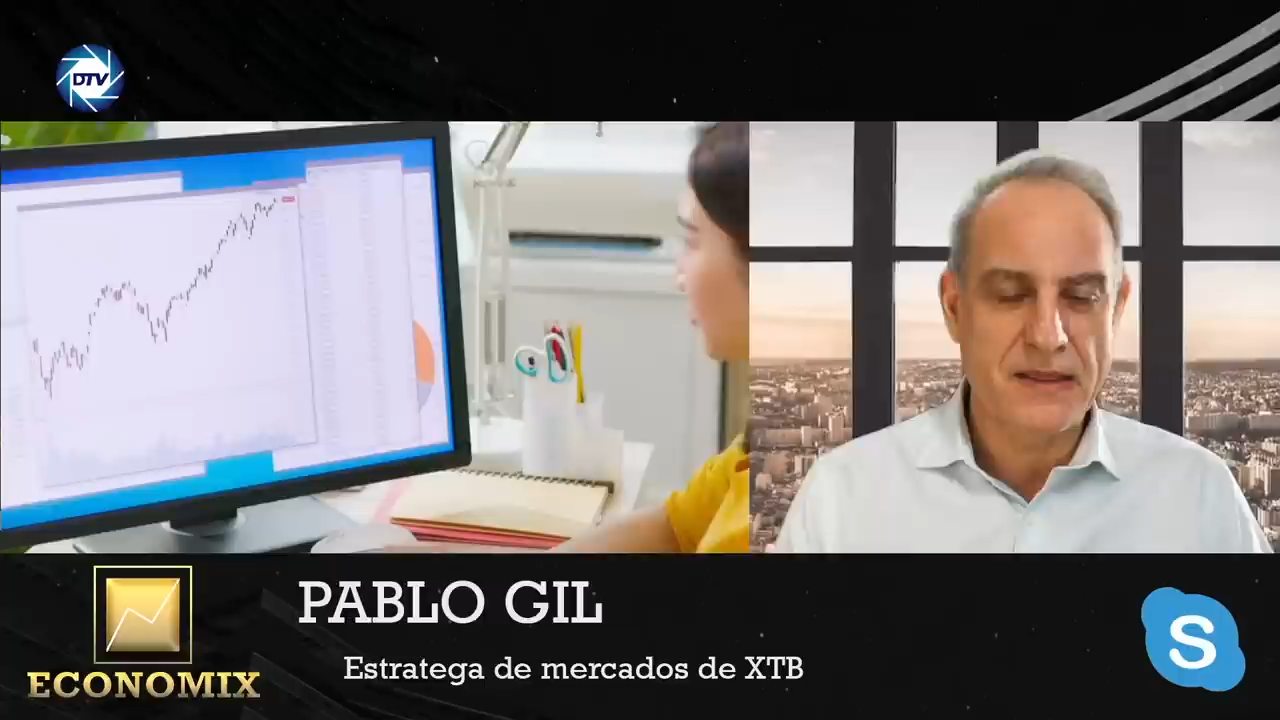 DTV
PABLO GIL
Estratega de mercados de XTB
ECONOMIX
S